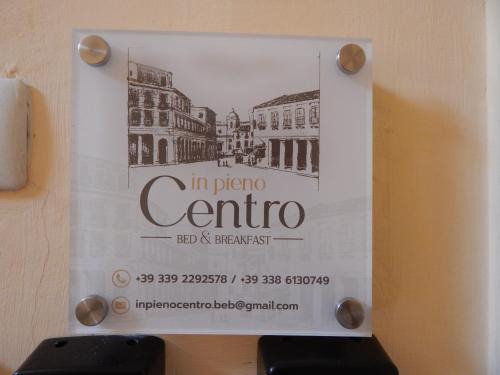 in pieno
Centro
BED & BREAKFAST
+39 339 2292578 / +39 338 6130749
inpienocentro.beb@gmail.com